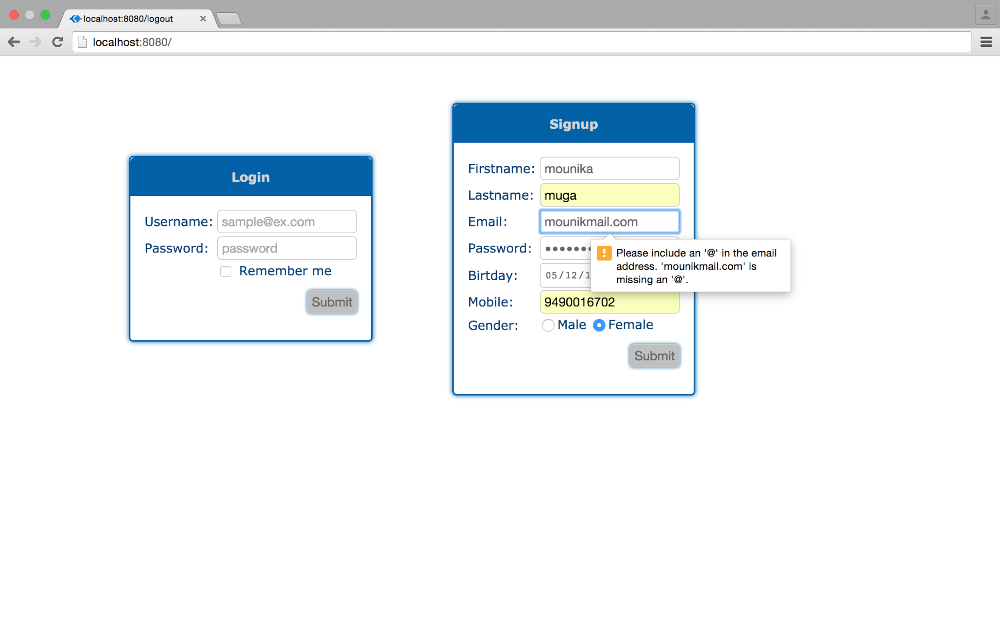 localhost:8080/logout
localhost:8080/
Login
Username: sample@ex.com
Password: password
Remember me
Submit
Signup
Firstname: mounika
Lastname: muga
Email: mounikmail.com
Password:
Please include an '@' in the email
address. 'mounikmail.com' is
missing an '@'.
Birtday: 05/12/1
Mobile: 9490016702
Gender: Male Female
Submit